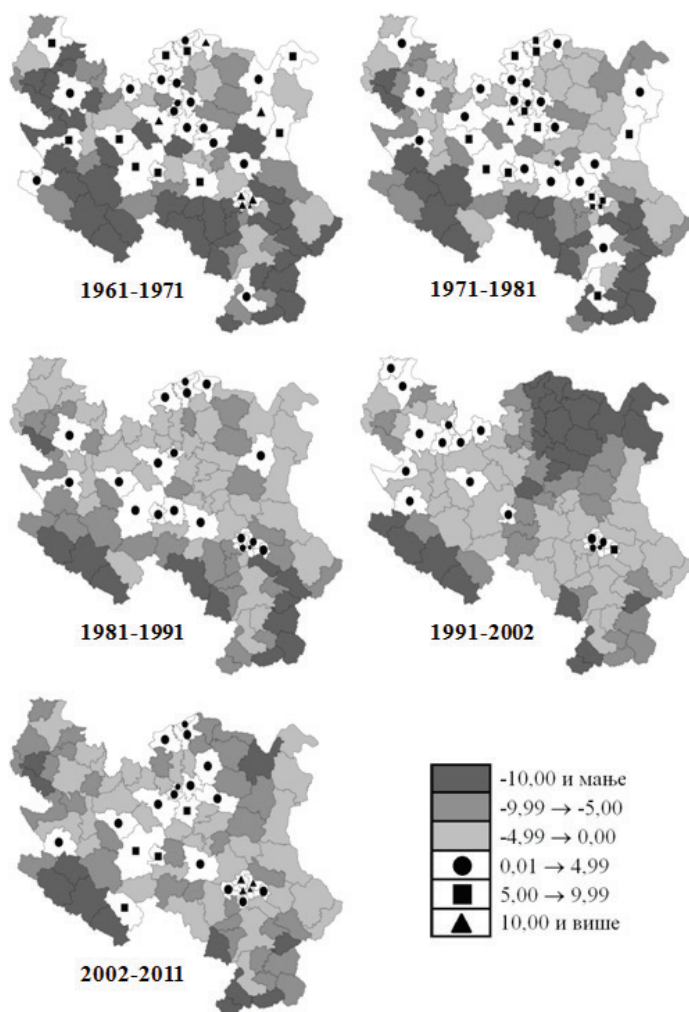 1961-1971
1971-1981
1981-1991
1991-2002
2002-2011
-10,00 и мање
-9,99 → -5,00
-4,99 → 0,00
0,01 → 4,99
5,00 → 9,99
10,00 и више